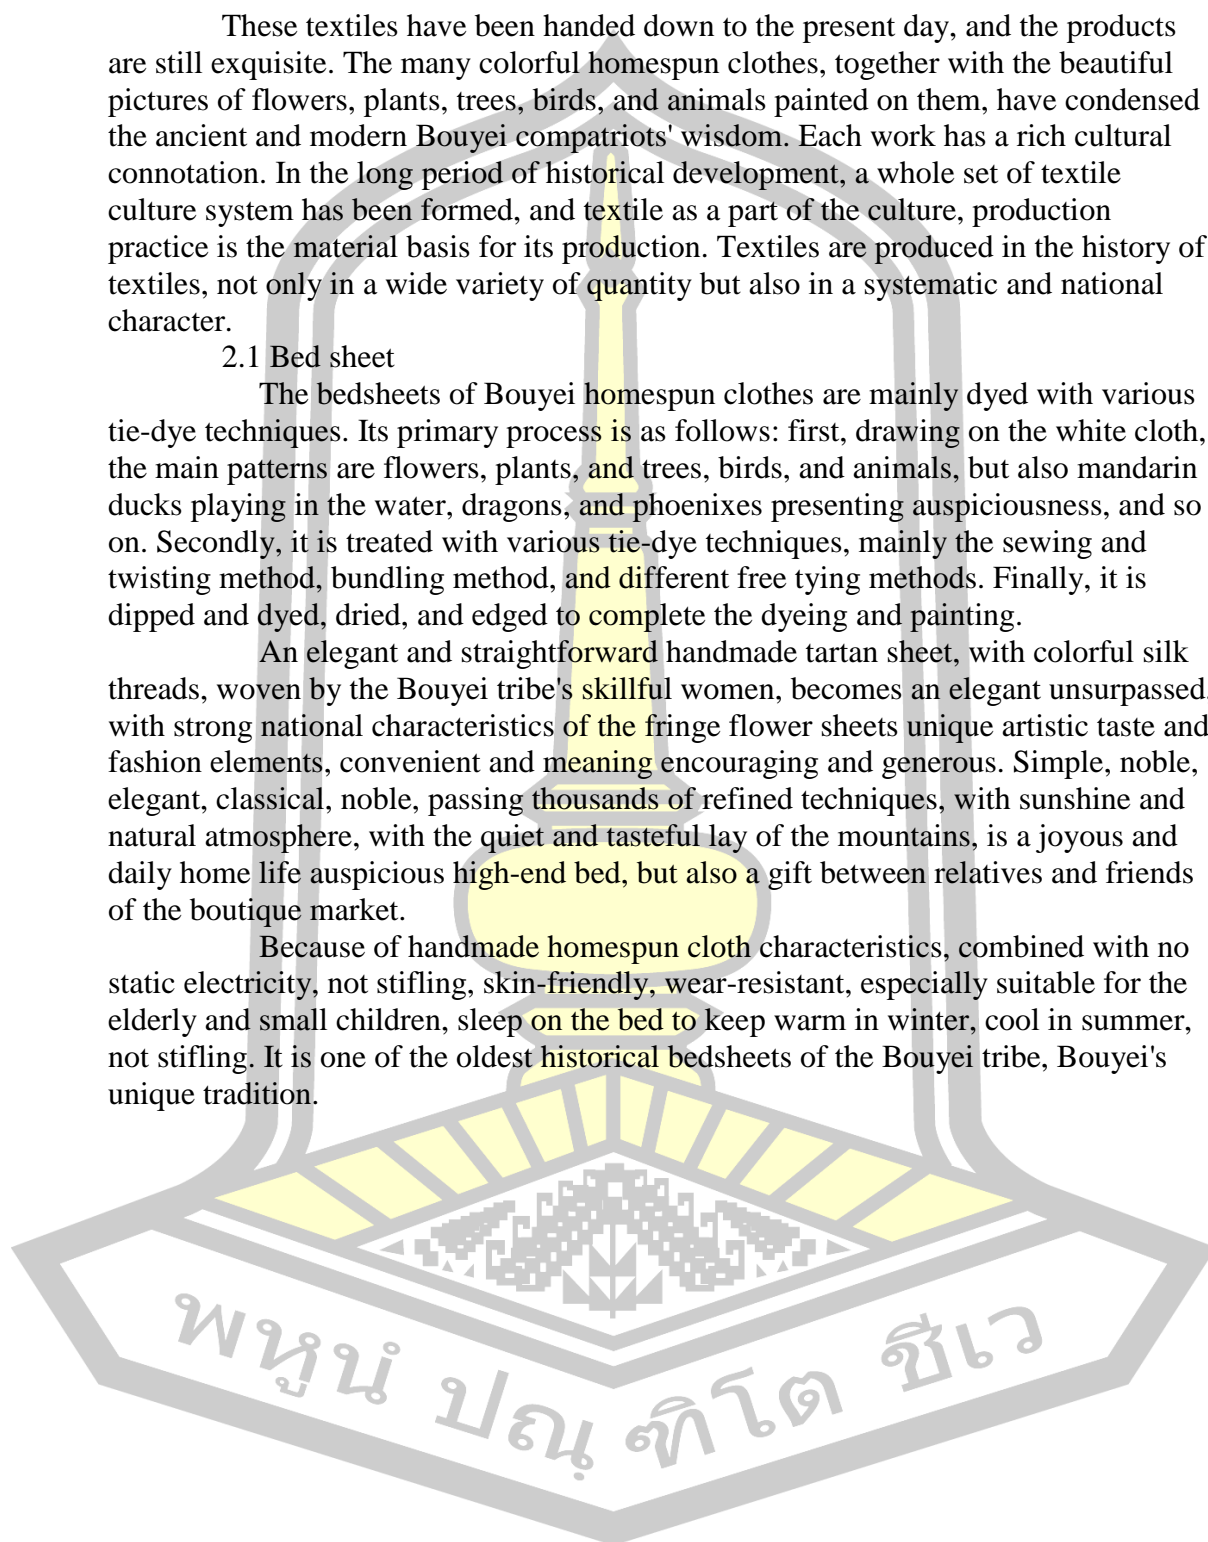 These textiles have been handed down to the present day, and the products
are still exquisite. The many colorful homespun clothes, together with the beautiful
pictures of flowers, plants, trees, birds, and animals painted on them, have condensed
the ancient and modern Bouyei compatriots' wisdom. Each work has a rich cultural
connotation. In the long period of historical development, a whole set of textile
culture system has been formed, and textile as a part of the culture, production
practice is the material basis for its production. Textiles are produced in the history of
textiles, not only in a wide variety of quantity but also in a systematic and national
character.
2.1 Bed sheet
The bedsheets of Bouyei homespun clothes are mainly dyed with various
tie-dye techniques. Its primary process is as follows: first, drawing on the white cloth,
the main patterns are flowers, plants, and trees, birds, and animals, but also mandarin
ducks playing in the water, dragons, and phoenixes presenting auspiciousness, and so
on. Secondly, it is treated with various tie-dye techniques, mainly the sewing and
twisting method, bundling method, and different free tying methods. Finally, it is
dipped and dyed, dried, and edged to complete the dyeing and painting.
An elegant and straightforward handmade tartan sheet, with colorful silk
threads, woven by the Bouyei tribe's skillful women, becomes an elegant unsurpassed,
with strong national characteristics of the fringe flower sheets unique artistic taste and
fashion elements, convenient and meaning encouraging and generous. Simple, noble,
elegant, classical, noble, passing thousands of refined techniques, with sunshine and
natural atmosphere, with the quiet and tasteful lay of the mountains, is a joyous and
daily home life auspicious high-end bed, but also a gift between relatives and friends
of the boutique market.
Because of handmade homespun cloth characteristics, combined with no
static electricity, not stifling, skin-friendly, wear-resistant, especially suitable for the
elderly and small children, sleep on the bed to keep warm in winter, cool in summer,
not stifling. It is one of the oldest historical bedsheets of the Bouyei tribe, Bouyei's
unique tradition.
พหูนํ ปณฺฑิโต ชีเว